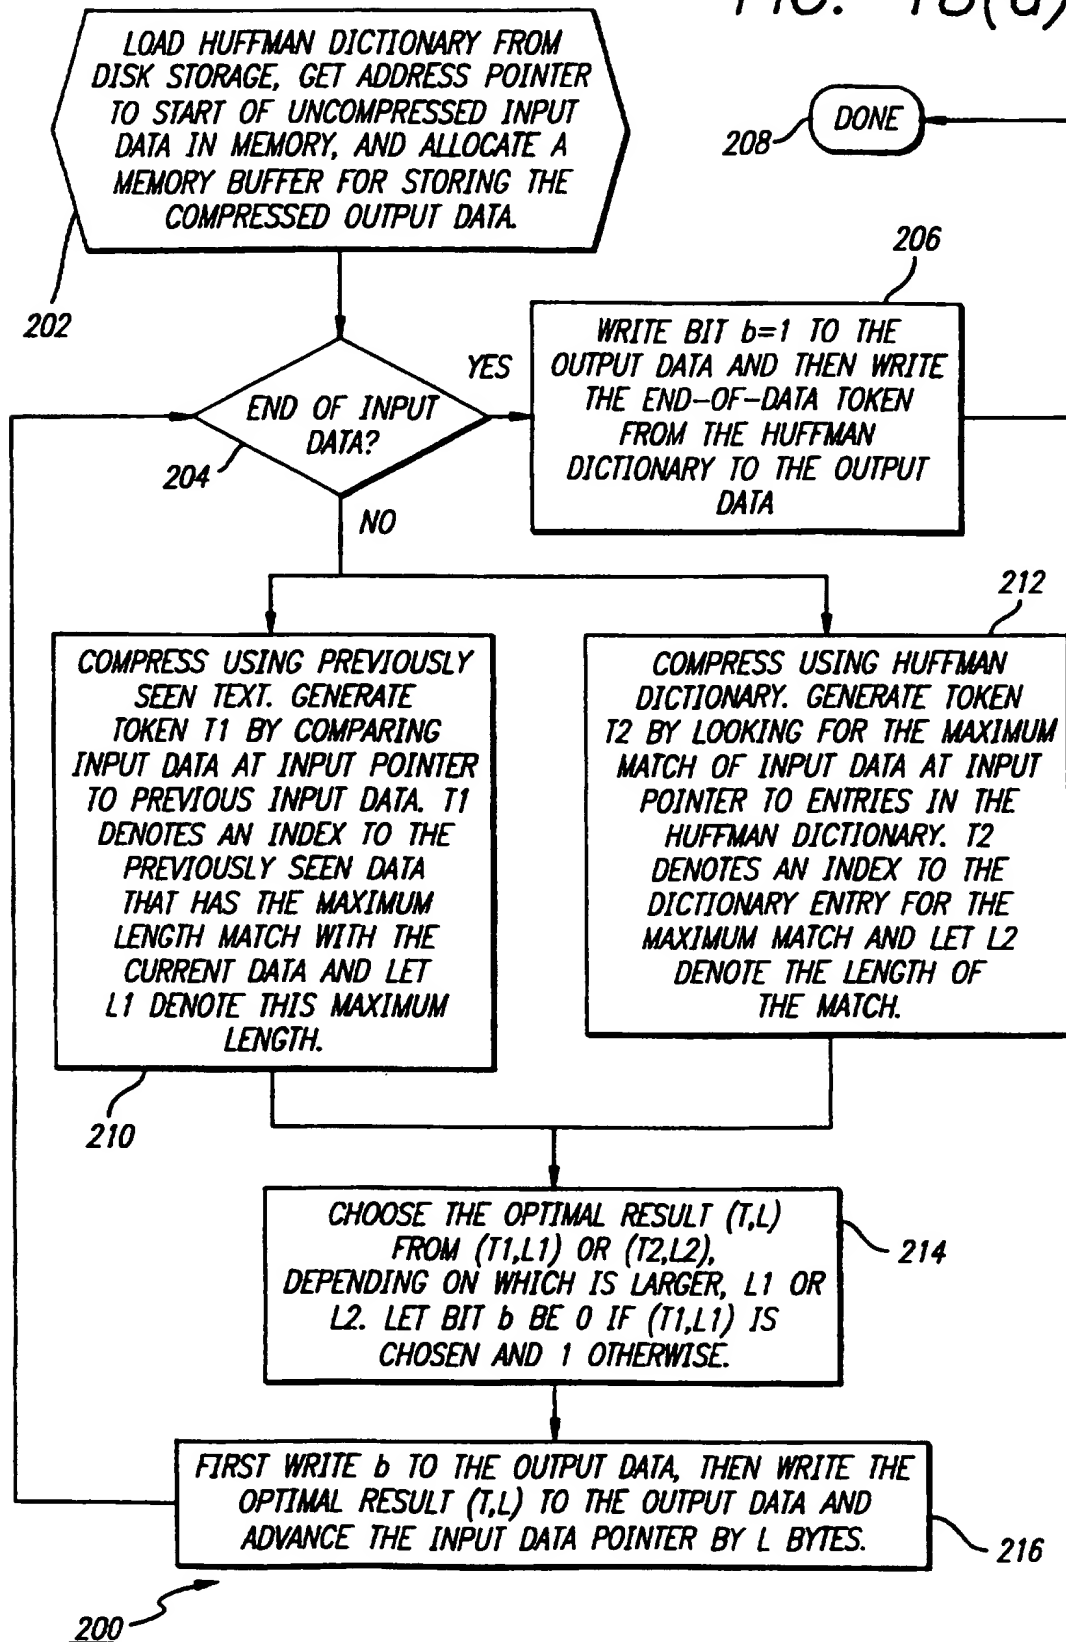 FIG. 18(a)
LOAD HUFFMAN DICTIONARY FROM
DISK STORAGE, GET ADDRESS POINTER
TO START OF UNCOMPRESSED INPUT
DATA IN MEMORY, AND ALLOCATE A
MEMORY BUFFER FOR STORING THE
COMPRESSED OUTPUT DATA.
202
DONE
208
206
END OF INPUT
DATA?
204
YES
NO
WRITE BIT b=1 TO THE
OUTPUT DATA AND THEN WRITE
THE END-OF-DATA TOKEN
FROM THE HUFFMAN
DICTIONARY TO THE OUTPUT
DATA
COMPRESS USING PREVIOUSLY
SEEN TEXT. GENERATE
TOKEN T1 BY COMPARING
INPUT DATA AT INPUT POINTER
TO PREVIOUS INPUT DATA. T1
DENOTES AN INDEX TO THE
PREVIOUSLY SEEN DATA
THAT HAS THE MAXIMUM
LENGTH MATCH WITH THE
CURRENT DATA AND LET
L1 DENOTE THIS MAXIMUM
LENGTH.
210
212
COMPRESS USING HUFFMAN
DICTIONARY. GENERATE TOKEN
T2 BY LOOKING FOR THE MAXIMUM
MATCH OF INPUT DATA AT INPUT
POINTER TO ENTRIES IN THE
HUFFMAN DICTIONARY. T2
DENOTES AN INDEX TO THE
DICTIONARY ENTRY FOR THE
MAXIMUM MATCH AND LET L2
DENOTE THE LENGTH OF
THE MATCH.
CHOOSE THE OPTIMAL RESULT (T,L)
FROM (T1,L1) OR (T2,L2),
DEPENDING ON WHICH IS LARGER, L1 OR
L2. LET BIT b BE 0 IF (T1,L1) IS
CHOSEN AND 1 OTHERWISE.
214
FIRST WRITE b TO THE OUTPUT DATA, THEN WRITE THE
OPTIMAL RESULT (T,L) TO THE OUTPUT DATA AND
ADVANCE THE INPUT DATA POINTER BY L BYTES.
216
200